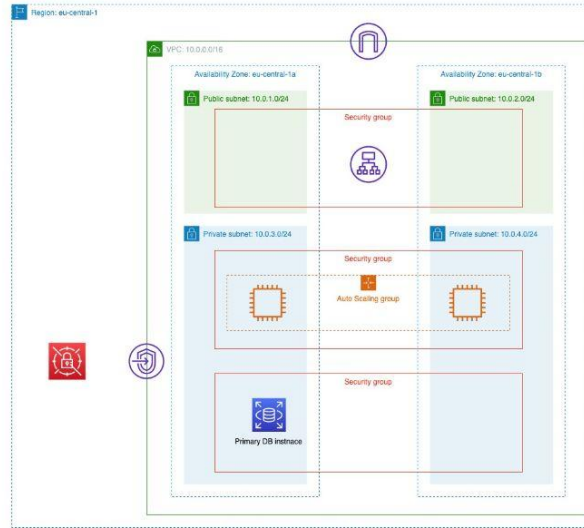 Region: eu-central-1
VPC: 10.0.0.0/16
Availability Zone: eu-central-1a
Availability Zone: eu-central-1b
Public subnet: 10.0.1.0/24
Public subnet: 10.0.2.0/24
Security group
Private subnet: 10.0.3.0/24
Private subnet: 10.0.4.0/24
Security group
Auto Scaling group
Security group
Primary DB instnace